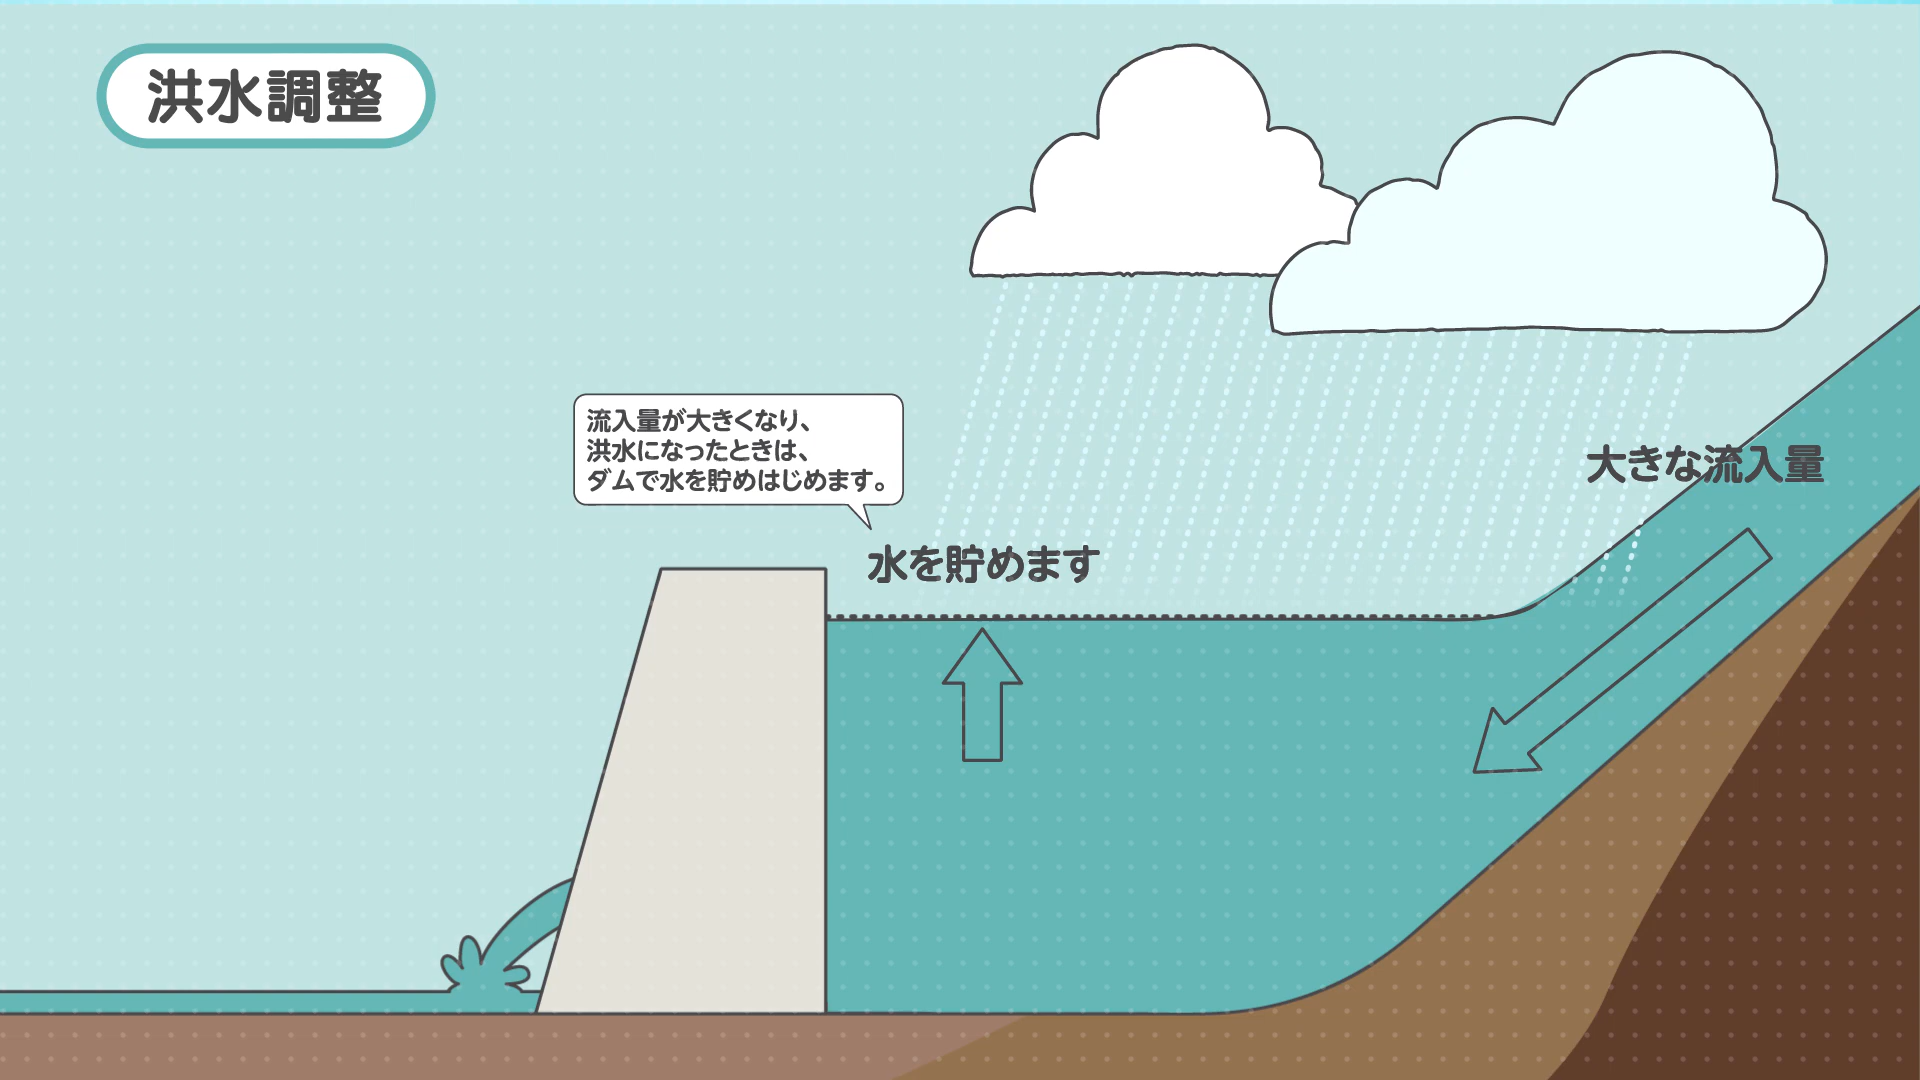 洪水調整
流入量が大きくなり、
洪水になったときは、
ダムで水を貯めはじめます。
大きな流入量
水を貯めます